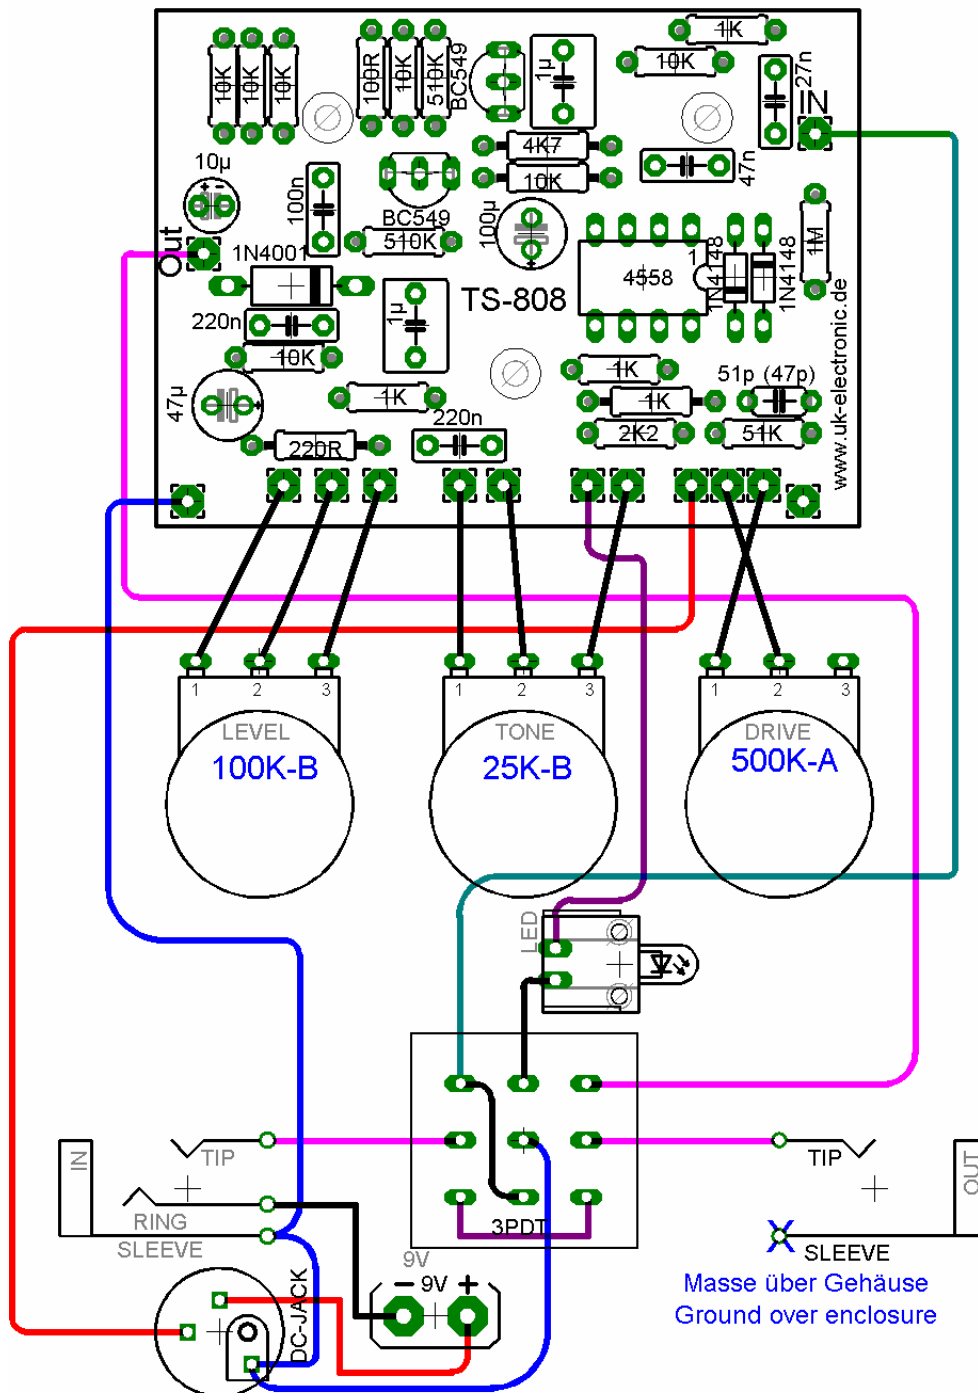 1K
10K
27n
IN
10K
10K
10K
100R
10K
510K
BC549
1µ
4K7
10K
47n
10µ
+ -
100n
BC549
510K
100µ
+
1M
Out
1N4001
1µ
TS-808
4558
1
1N4148
1N4148
220n
10K
47µ
+
1K
220R
220n
1K
1K
2K2
51p (47p)
51K
www.uk-electronic.de
1 2 3
LEVEL
100K-B
1 2 3
TONE
25K-B
1 2 3
DRIVE
500K-A
LED
IN
TIP
RING
SLEEVE
3PDT
TIP
OUT
SLEEVE
X
Masse über Gehäuse
Ground over enclosure
9V
- 9V +
DC-JACK